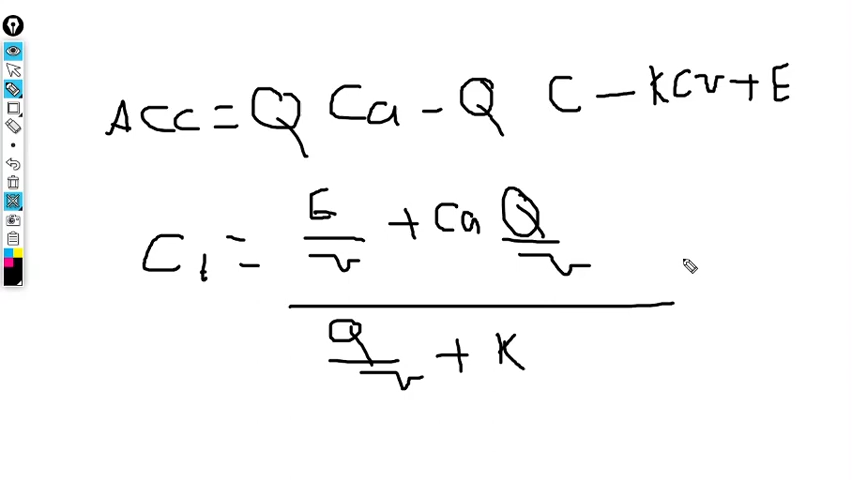 Acc = Q Ca - Q C - KCV + E
E/V + Ca Q/V
C1 =
Q/V + K